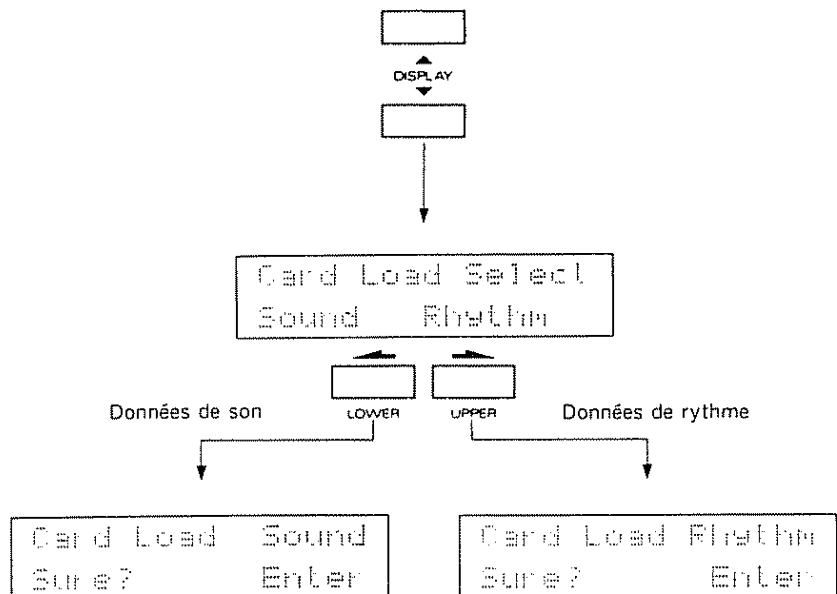 DISPLAY
Card Load Select
Sound Rhythm
LOWER UPPER
Données de son
Données de rythme
Card Load Sound
Sure? Enter
Card Load Rhythm
Sure? Enter